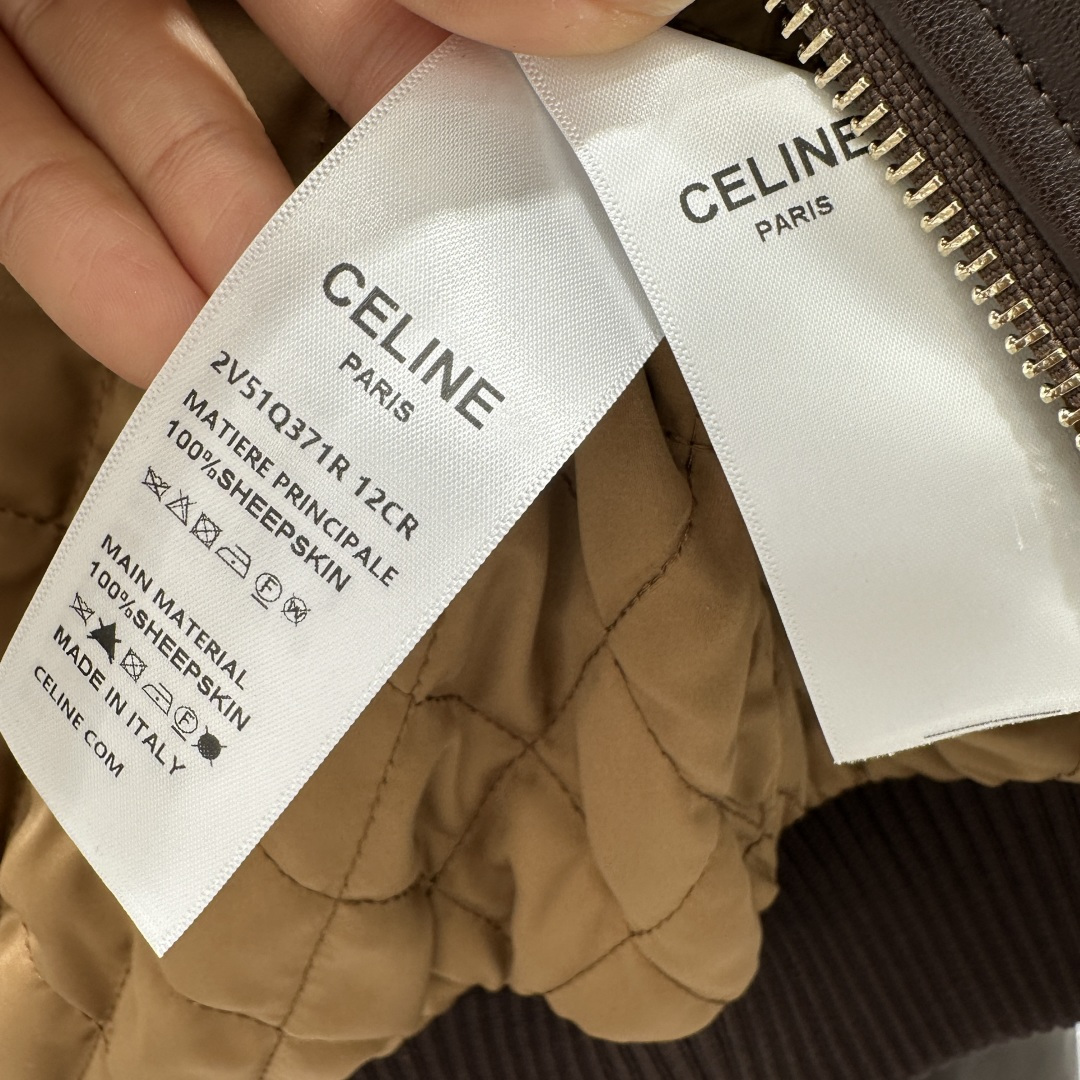 CELINE
PARIS
2V51Q371R 12CR
MATIERE PRINCIPALE
100%SHEEPSKIN
F W
MAIN MATERIAL
100%SHEEPSKIN
F
MADE IN ITALY
CELINE COM
CELINE
PARIS